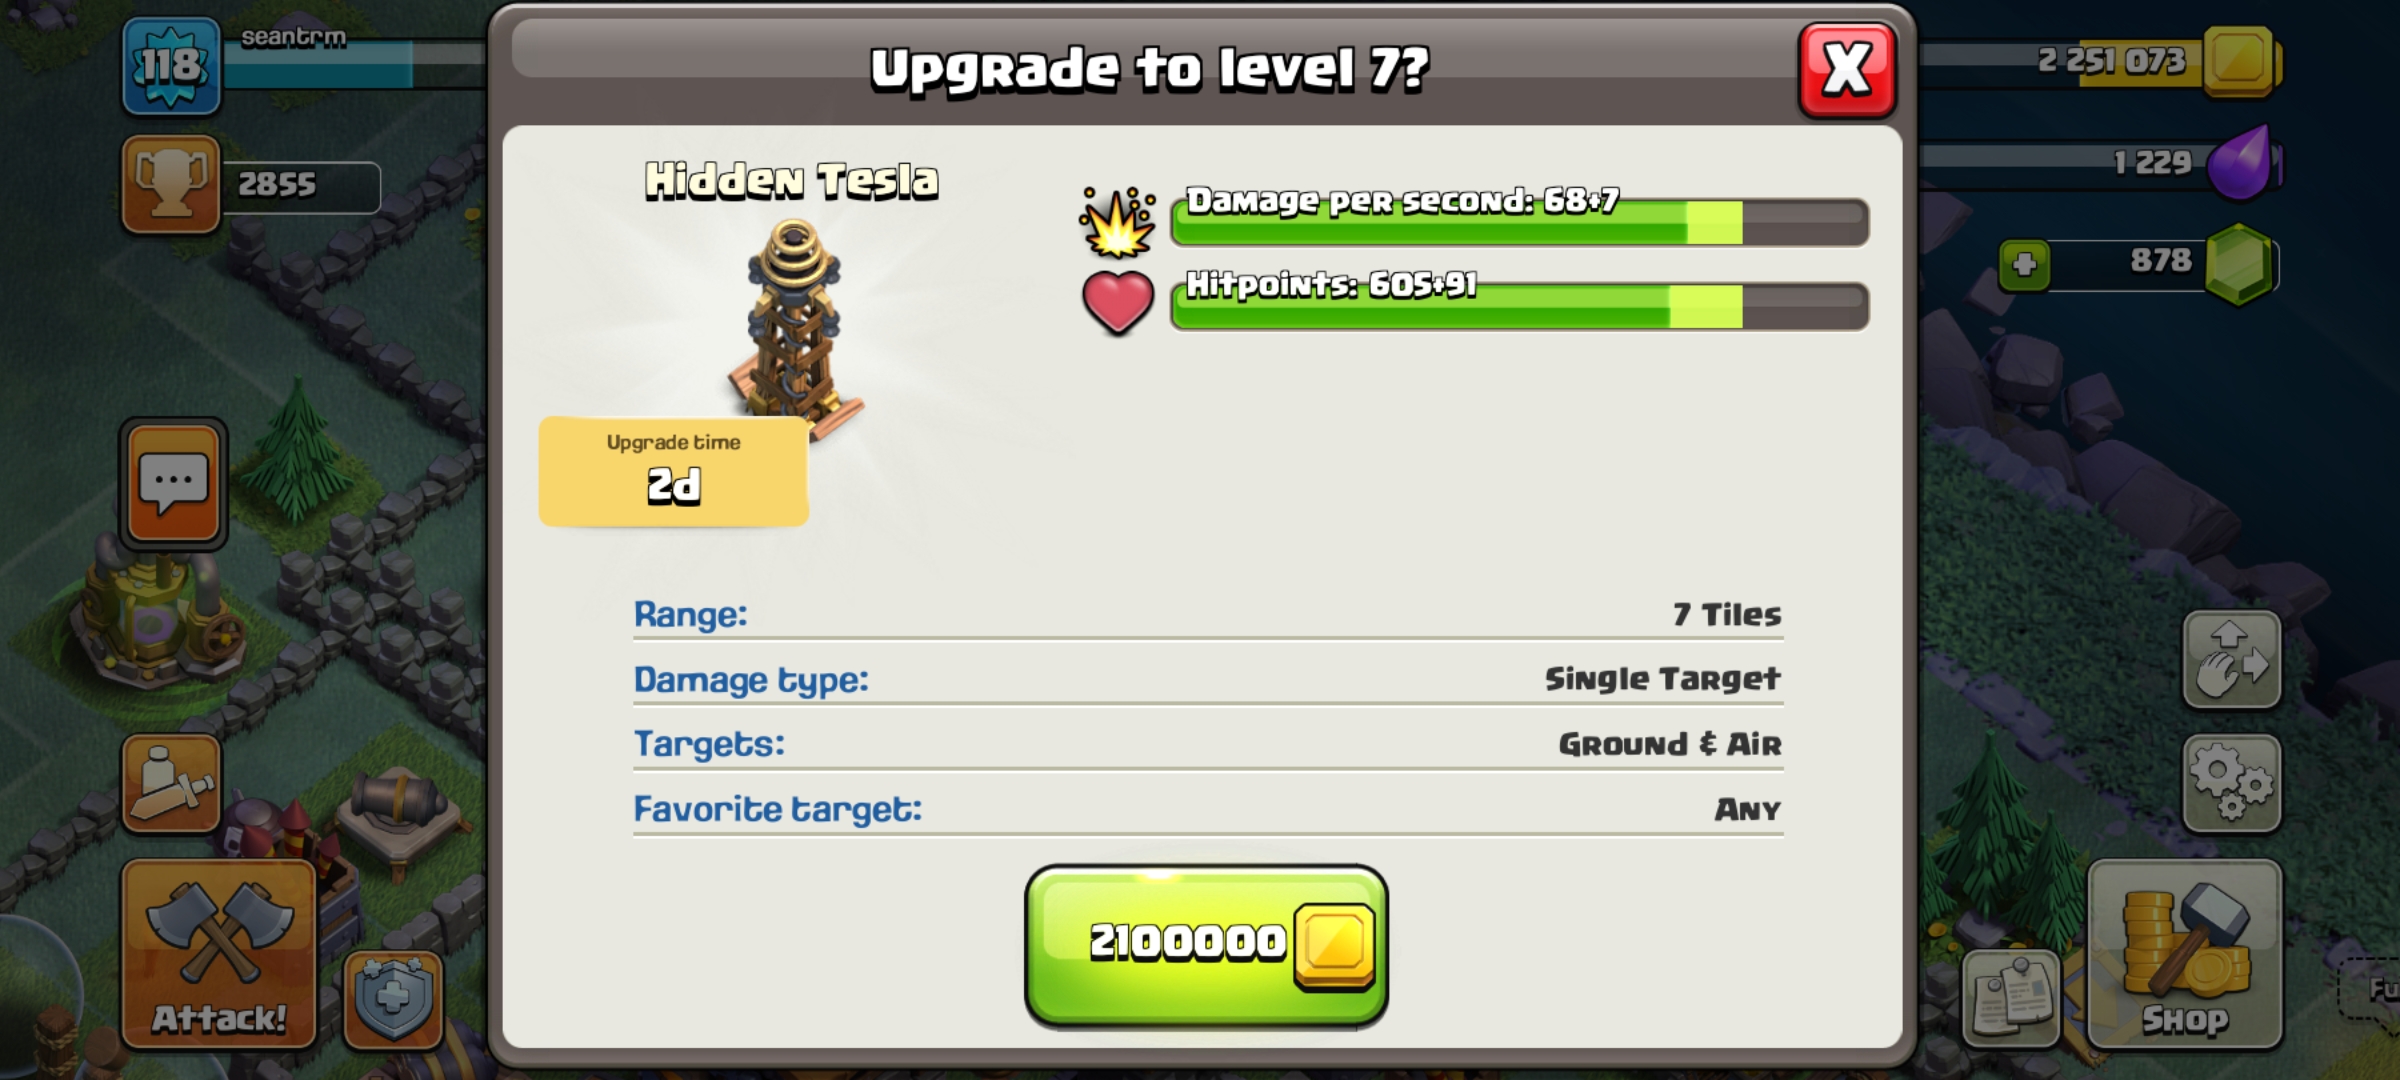 118
seantrm
Upgrade to level 7?
X
2 251 073
2855
Hidden Tesla
Damage per second: 68+7
1 229
Hitpoints: 605+91
878
Upgrade time
2d
Range: 7 Tiles
Damage type: Single Target
Targets: Ground & Air
Favorite target: Any
2100000
Attack!
Shop
Fu